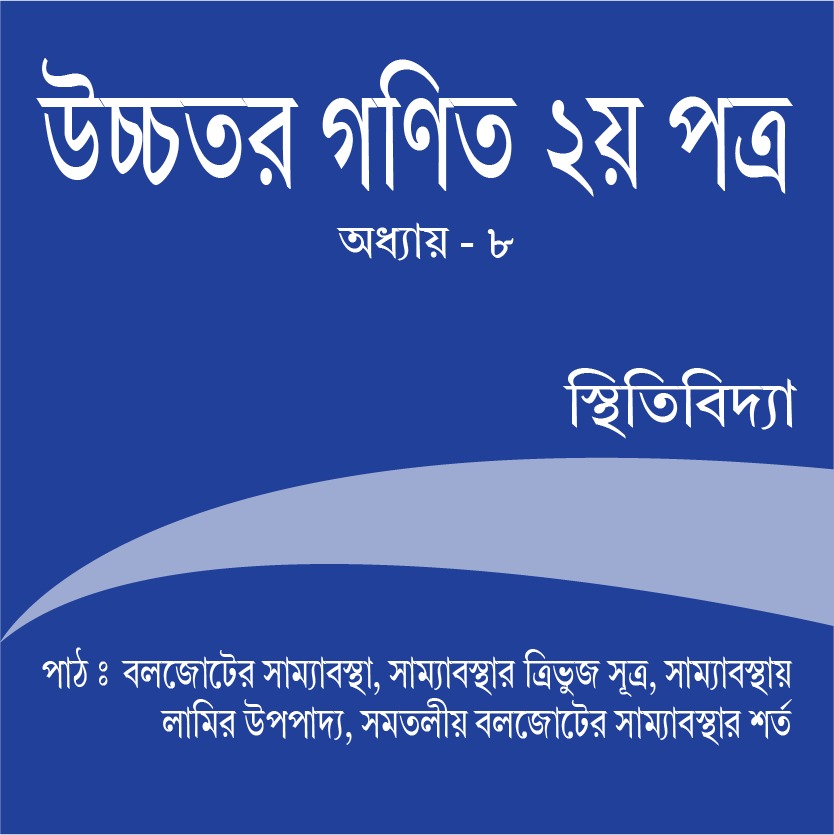 উচ্চতর গণিত ২য় পত্র
অধ্যায় - ৮
স্থিতিবিদ্যা
পাঠ ঃ বলজোটের সাম্যাবস্থা, সাম্যাবস্থার ত্রিভুজ সূত্র, সাম্যাবস্থায়
লামির উপপাদ্য, সমতলীয় বলজোটের সাম্যাবস্থার শর্ত